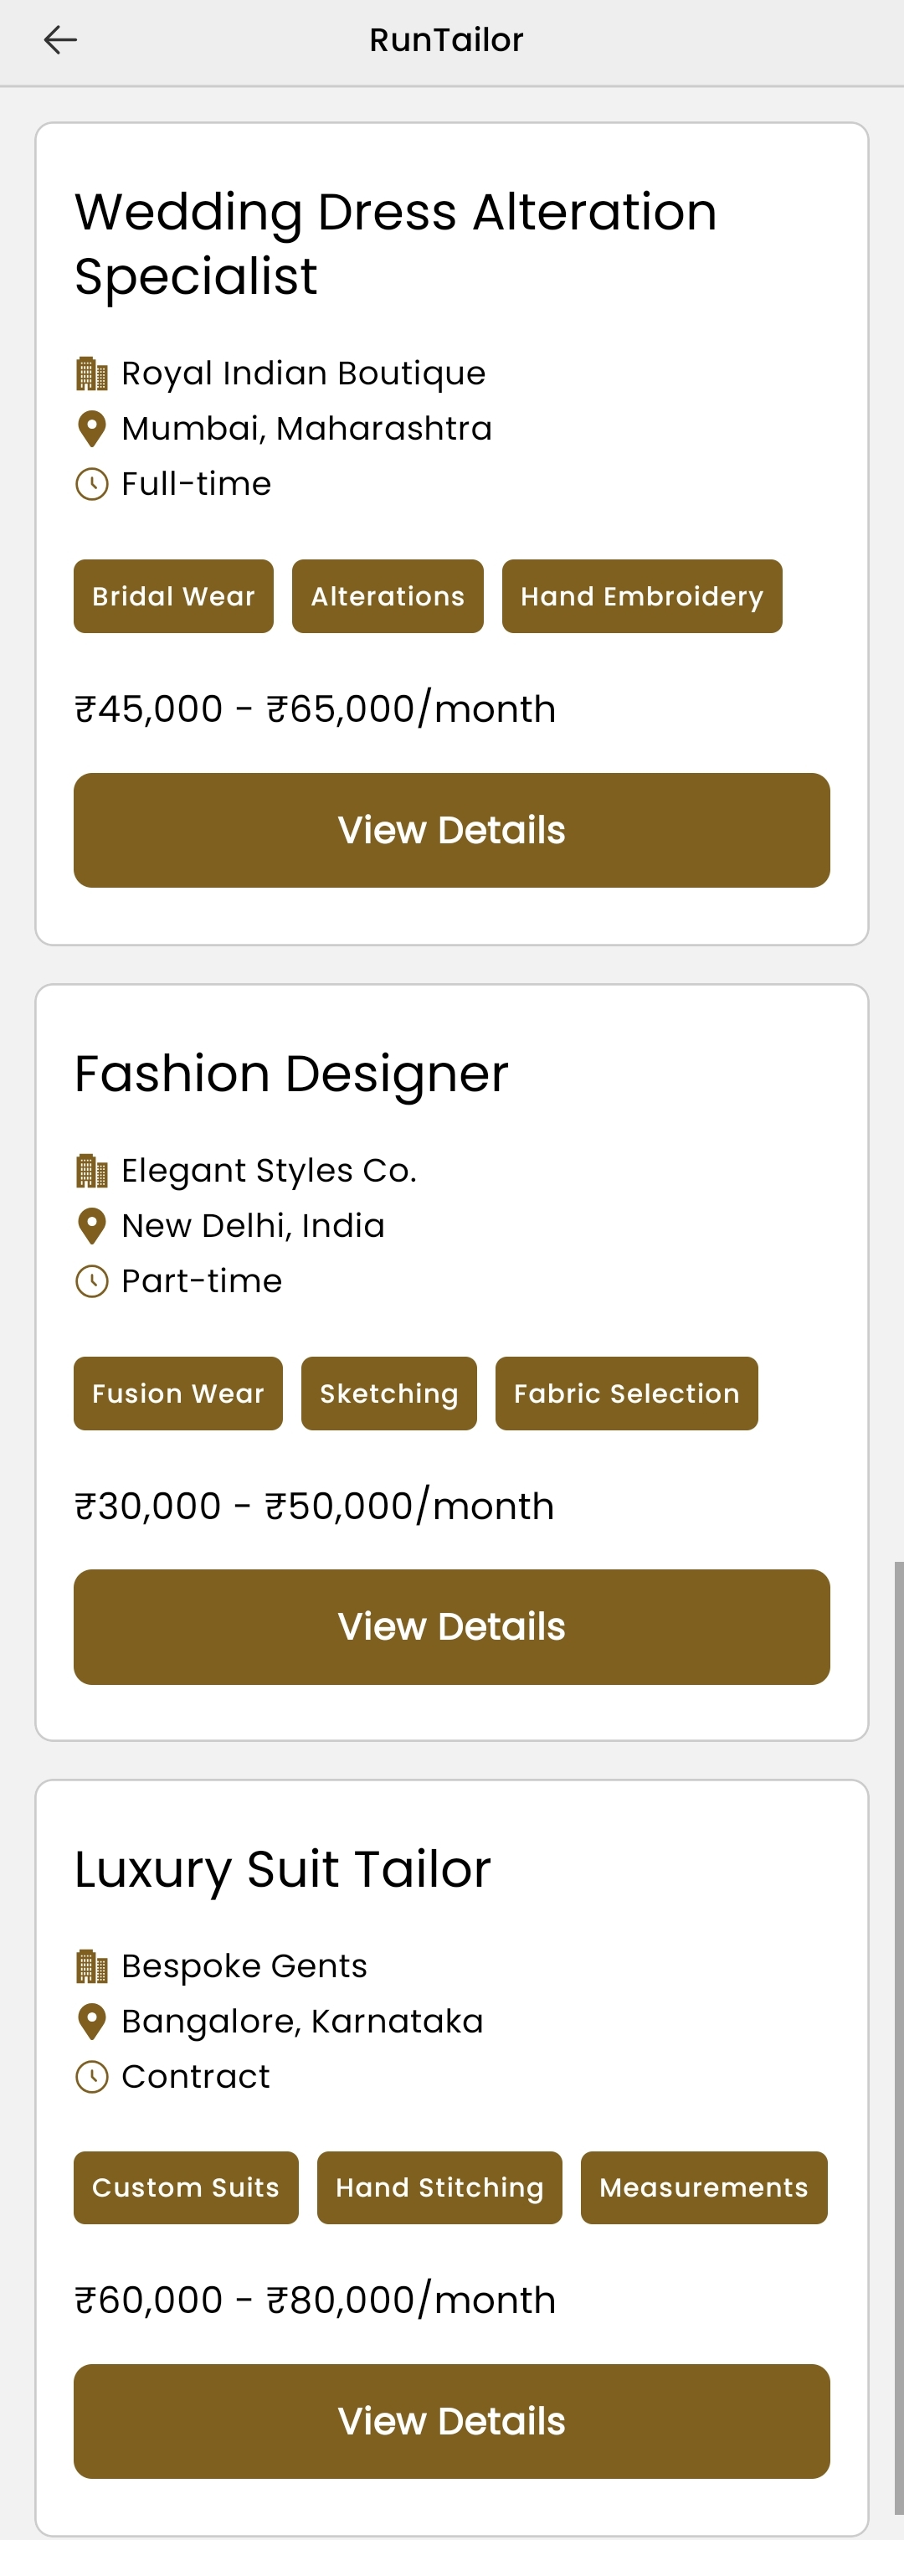 RunTailor
Wedding Dress Alteration
Specialist
Royal Indian Boutique
Mumbai, Maharashtra
Full-time
Bridal Wear Alterations Hand Embroidery
₹45,000 - ₹65,000/month
View Details
Fashion Designer
Elegant Styles Co.
New Delhi, India
Part-time
Fusion Wear Sketching Fabric Selection
₹30,000 - ₹50,000/month
View Details
Luxury Suit Tailor
Bespoke Gents
Bangalore, Karnataka
Contract
Custom Suits Hand Stitching Measurements
₹60,000 - ₹80,000/month
View Details